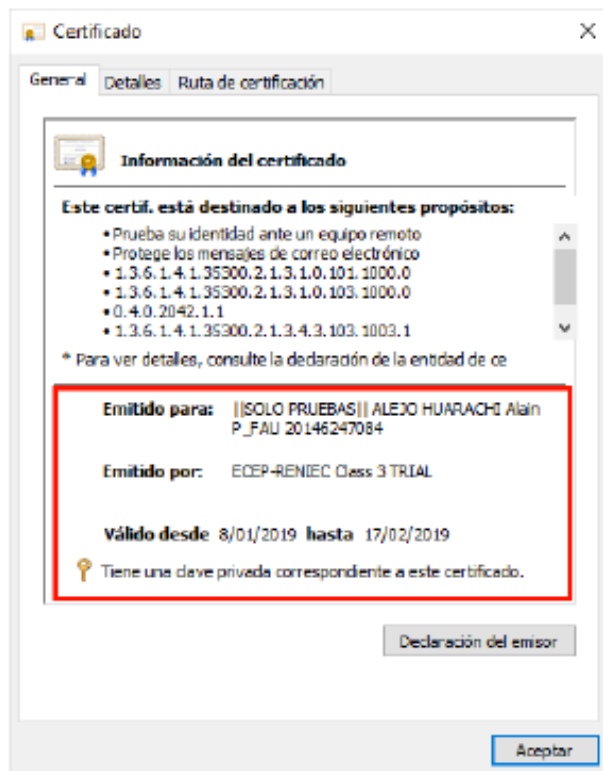 Certificado
General Detalles Ruta de certificación
Información del certificado
Este certif. está destinado a los siguientes propósitos:
• Prueba su identidad ante un equipo remoto
• Protege los mensajes de correo electrónico
• 1.3.6.1.4.1.35300.2.1.3.1.0.101.1000.0
• 1.3.6.1.4.1.35300.2.1.3.1.0.103.1000.0
• 0.4.0.2042.1.1
• 1.3.6.1.4.1.35300.2.1.3.4.3.103.1003.1
* Para ver detalles, consulte la declaración de la entidad de ce
Emitido para: ||SOLO PRUEBAS|| ALEJO HUARACHI Alain
P_FAU 20146247084
Emitido por: ECEP-RENIEC Class 3 TRIAL
Válido desde 8/01/2019 hasta 17/02/2019
Tiene una clave privada correspondiente a este certificado.
Declaración del emisor
Aceptar